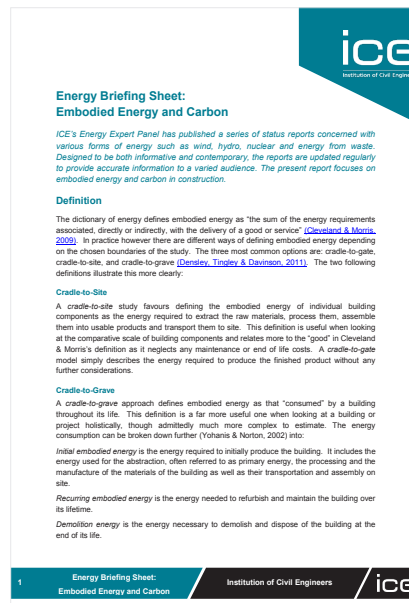 ice
Institution of Civil Engine
Energy Briefing Sheet:
Embodied Energy and Carbon
ICE's Energy Expert Panel has published a series of status reports concerned with
various forms of energy such as wind, hydro, nuclear and energy from waste.
Designed to be both informative and contemporary, the reports are updated regularly
to provide accurate information to a varied audience. The present report focuses on
embodied energy and carbon in construction.
Definition
The dictionary of energy defines embodied energy as “the sum of the energy requirements
associated, directly or indirectly, with the delivery of a good or service” (Cleveland & Morris,
2009). In practice however there are different ways of defining embodied energy depending
on the chosen boundaries of the study. The three most common options are: cradle-to-gate,
cradle-to-site, and cradle-to-grave (Densley, Tingley & Davinson, 2011). The two following
definitions illustrate this more clearly:
Cradle-to-Site
A cradle-to-site study favours defining the embodied energy of individual building
components as the energy required to extract the raw materials, process them, assemble
them into usable products and transport them to site. This definition is useful when looking
at the comparative scale of building components and relates more to the “good” in Cleveland
& Morris's definition as it neglects any maintenance or end of life costs. A cradle-to-gate
model simply describes the energy required to produce the finished product without any
further considerations.
Cradle-to-Grave
A cradle-to-grave approach defines embodied energy as that “consumed” by a building
throughout its life. This definition is a far more useful one when looking at a building or
project holistically, though admittedly much more complex to estimate. The energy
consumption can be broken down further (Yohanis & Norton, 2002) into:
Initial embodied energy is the energy required to initially produce the building. It includes the
energy used for the abstraction, often referred to as primary energy, the processing and the
manufacture of the materials of the building as well as their transportation and assembly on
site.
Recurring embodied energy is the energy needed to refurbish and maintain the building over
its lifetime.
Demolition energy is the energy necessary to demolish and dispose of the building at the
end of its life.
1
Energy Briefing Sheet:
Embodied Energy and Carbon
Institution of Civil Engineers
ice